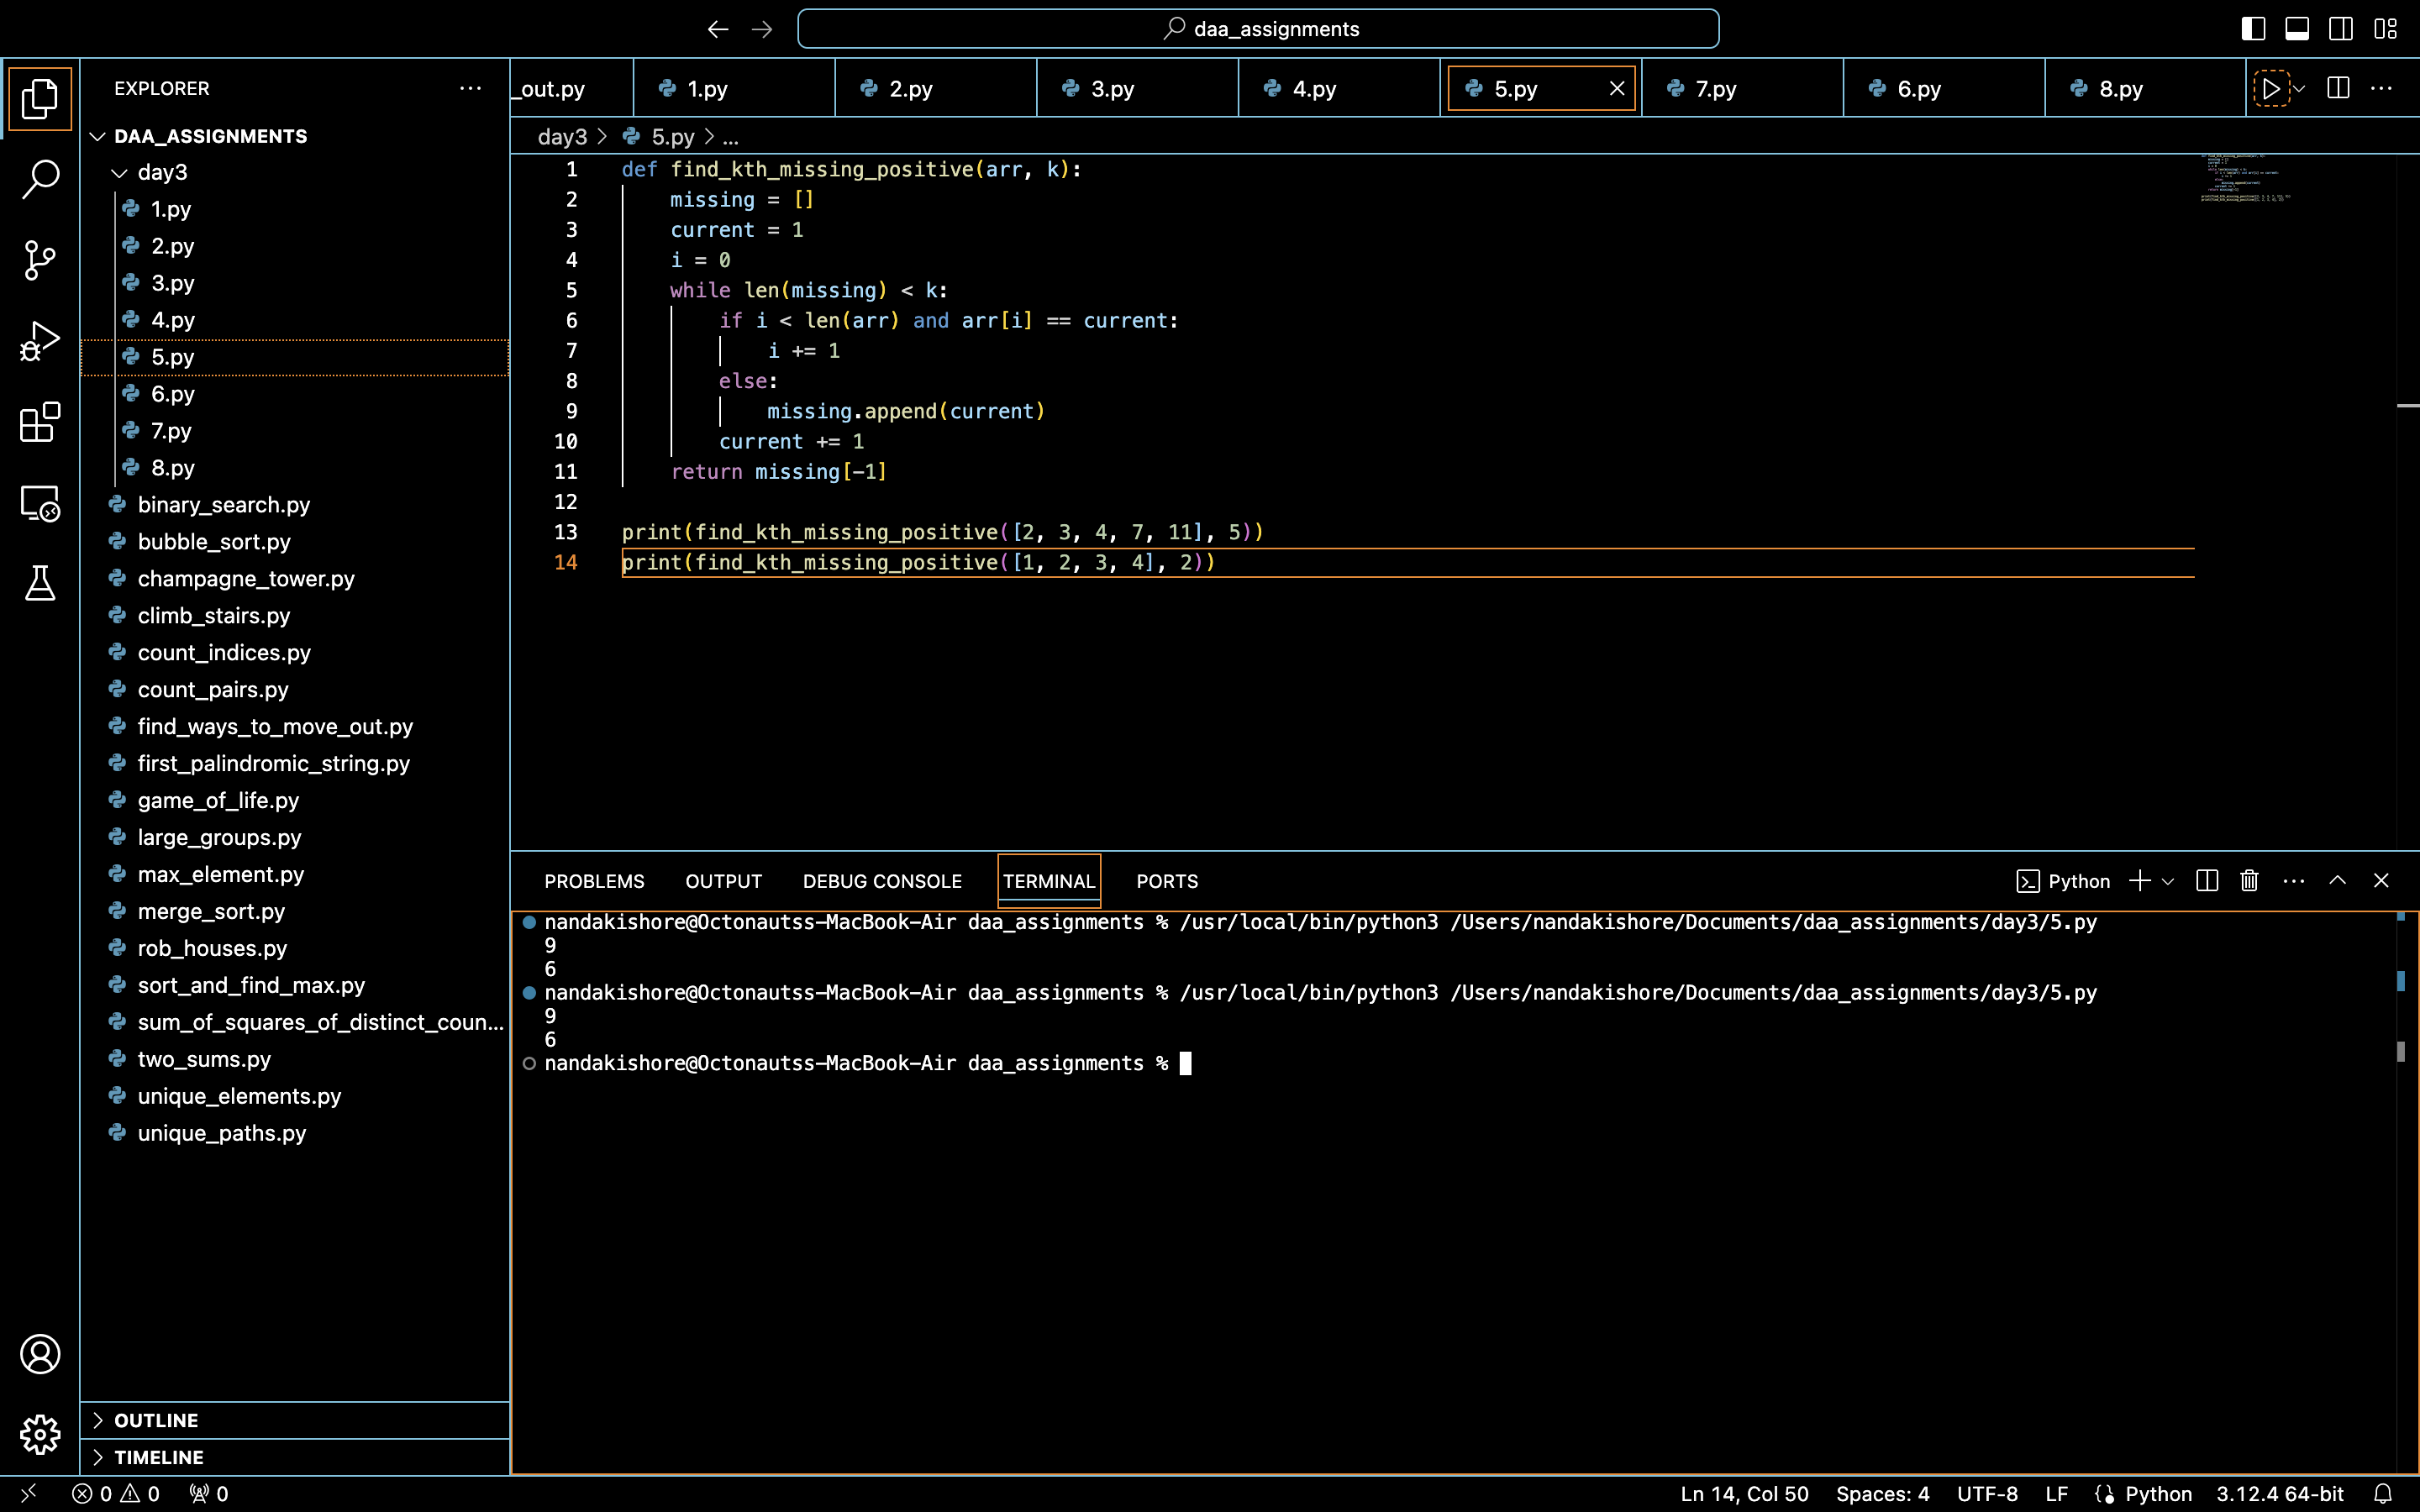 daa_assignments
EXPLORER
DAA_ASSIGNMENTS
day3
1.py
2.py
3.py
4.py
5.py
6.py
7.py
8.py
binary_search.py
bubble_sort.py
champagne_tower.py
climb_stairs.py
count_indices.py
count_pairs.py
find_ways_to_move_out.py
first_palindromic_string.py
game_of_life.py
large_groups.py
max_element.py
merge_sort.py
rob_houses.py
sort_and_find_max.py
sum_of_squares_of_distinct_coun...
two_sums.py
unique_elements.py
unique_paths.py
OUTLINE
TIMELINE
_out.py 1.py 2.py 3.py 4.py 5.py 7.py 6.py 8.py
day3 > 5.py > ...
1 def find_kth_missing_positive(arr, k):
2     missing = []
3     current = 1
4     i = 0
5     while len(missing) < k:
6         if i < len(arr) and arr[i] == current:
7             i += 1
8         else:
9             missing.append(current)
10         current += 1
11     return missing[-1]
12
13 print(find_kth_missing_positive([2, 3, 4, 7, 11], 5))
14 print(find_kth_missing_positive([1, 2, 3, 4], 2))
PROBLEMS OUTPUT DEBUG CONSOLE TERMINAL PORTS Python
nandakishore@Octonautss-MacBook-Air daa_assignments % /usr/local/bin/python3 /Users/nandakishore/Documents/daa_assignments/day3/5.py
9
6
nandakishore@Octonautss-MacBook-Air daa_assignments % /usr/local/bin/python3 /Users/nandakishore/Documents/daa_assignments/day3/5.py
9
6
nandakishore@Octonautss-MacBook-Air daa_assignments %
0 0 0 Ln 14, Col 50 Spaces: 4 UTF-8 LF Python 3.12.4 64-bit